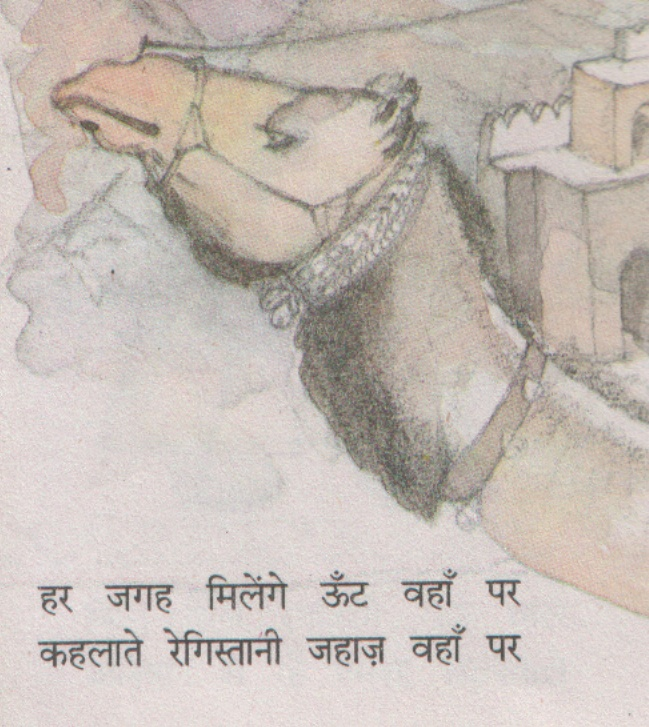 हर जगह मिलेंगे ऊँट वहाँ पर
कहलाते रेगिस्तानी जहाज़ वहाँ पर